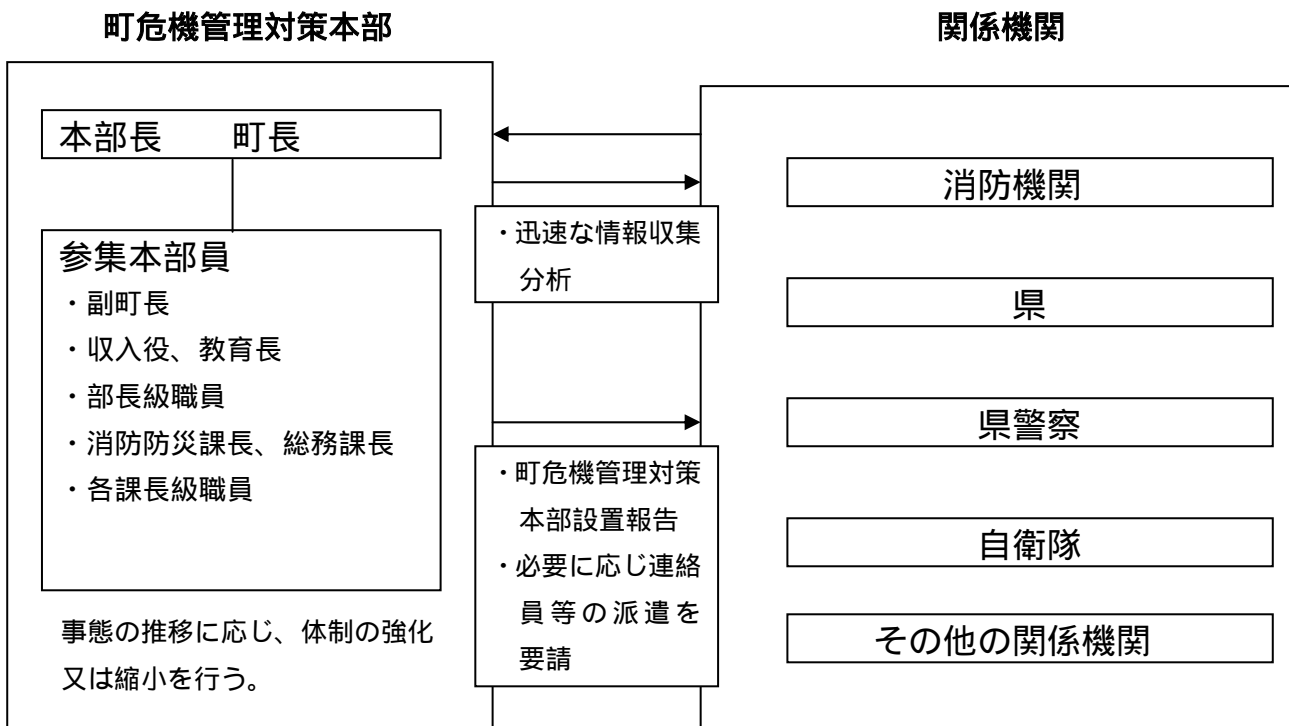 町危機管理対策本部
関係機関
本部長　　町長
参集本部員
・副町長
・収入役、教育長
・部長級職員
・消防防災課長、総務課長
・各課長級職員
事態の推移に応じ、体制の強化
又は縮小を行う。
・迅速な情報収集
分析
・町危機管理対策
本部設置報告
・必要に応じ連絡
員等の派遣を
要請
消防機関
県
県警察
自衛隊
その他の関係機関